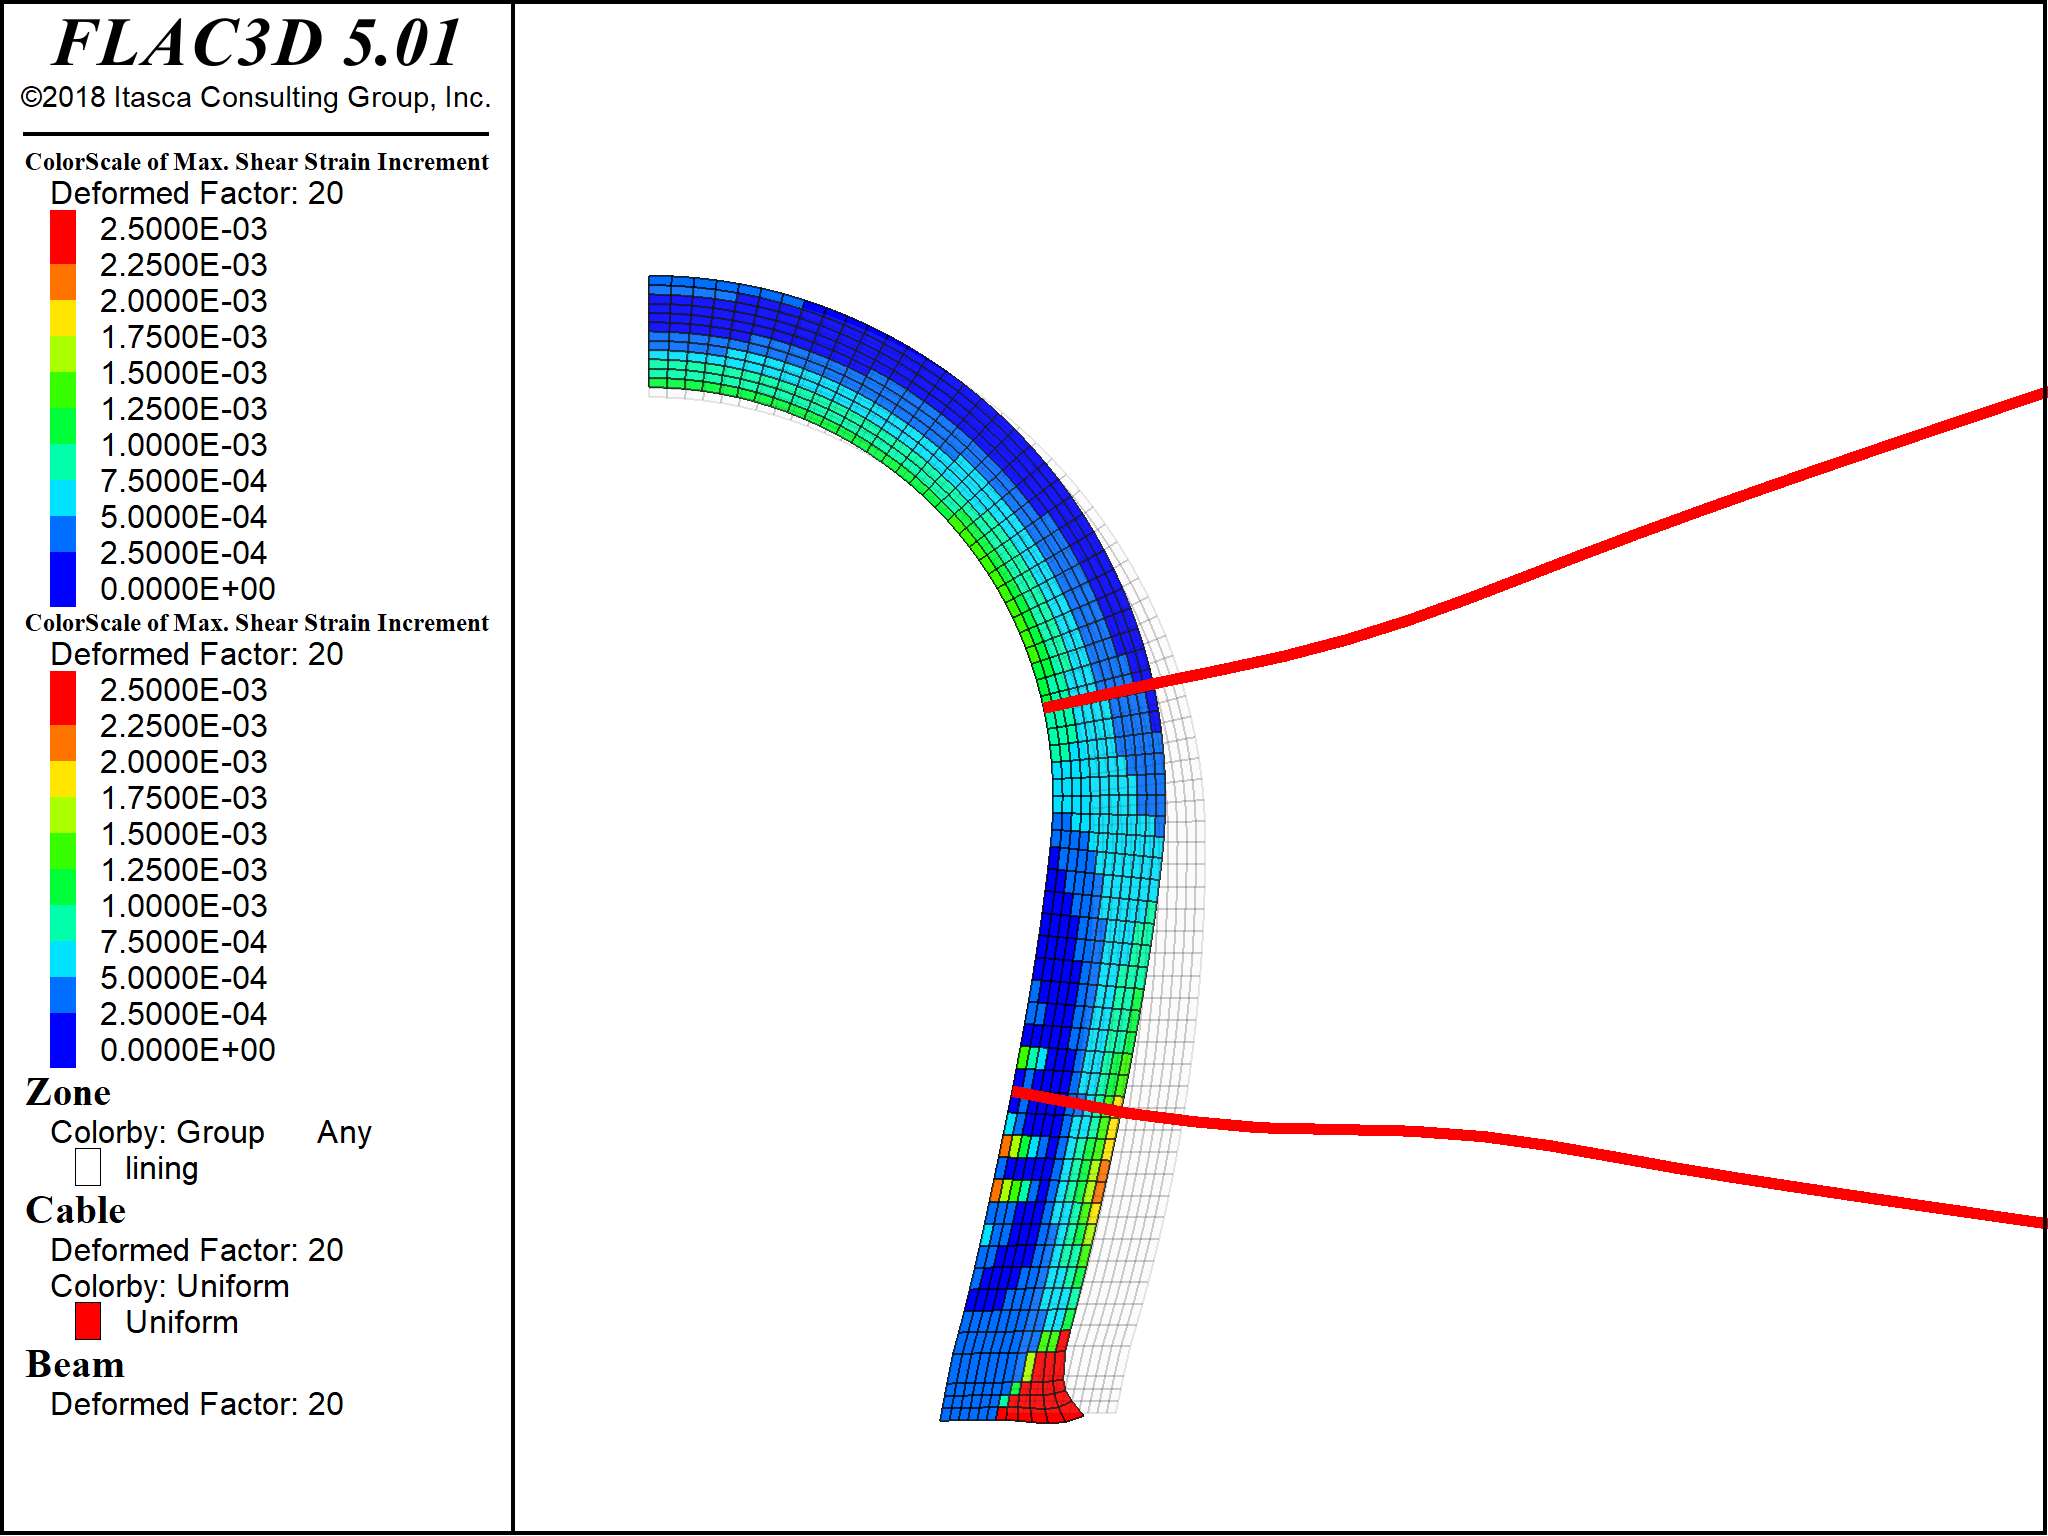 FLAC3D 5.01
©2018 Itasca Consulting Group, Inc.
ColorScale of Max. Shear Strain Increment
Deformed Factor: 20
2.5000E-03
2.2500E-03
2.0000E-03
1.7500E-03
1.5000E-03
1.2500E-03
1.0000E-03
7.5000E-04
5.0000E-04
2.5000E-04
0.0000E+00
ColorScale of Max. Shear Strain Increment
Deformed Factor: 20
2.5000E-03
2.2500E-03
2.0000E-03
1.7500E-03
1.5000E-03
1.2500E-03
1.0000E-03
7.5000E-04
5.0000E-04
2.5000E-04
0.0000E+00
Zone
Colorby: Group Any
lining
Cable
Deformed Factor: 20
Colorby: Uniform
Uniform
Beam
Deformed Factor: 20